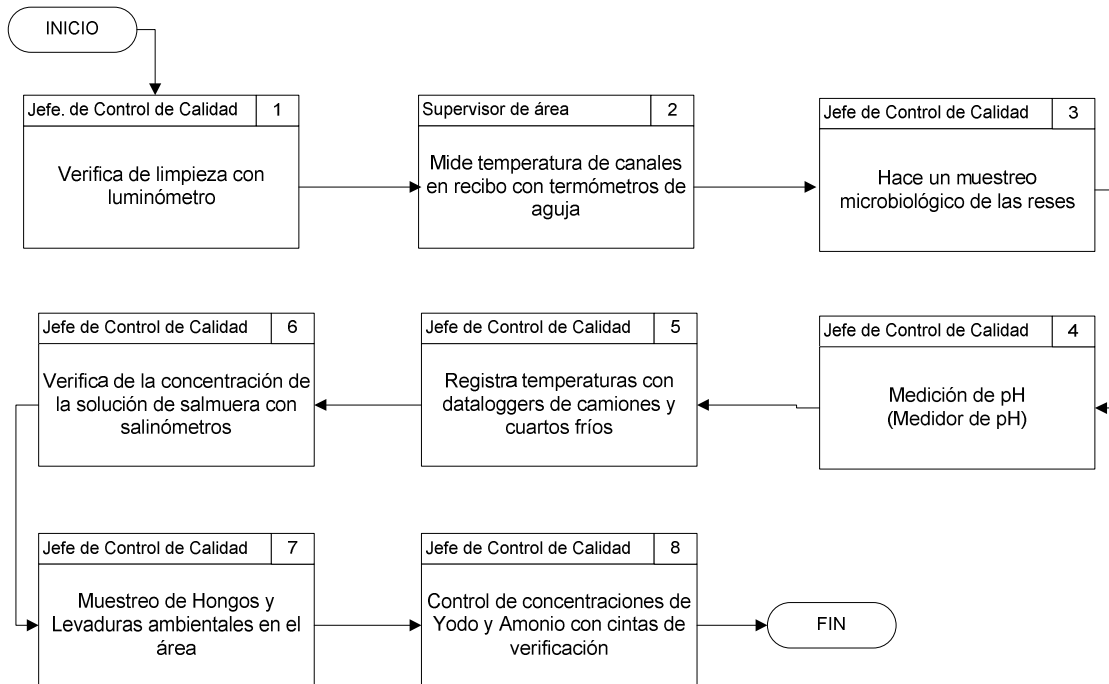 INICIO
Jefe. de Control de Calidad 1
Verifica de limpieza con
luminómetro
Supervisor de área 2
Mide temperatura de canales
en recibo con termómetros de
aguja
Jefe de Control de Calidad 3
Hace un muestreo
microbiológico de las reses
Jefe de Control de Calidad 4
Medición de pH
(Medidor de pH)
Jefe de Control de Calidad 5
Registra temperaturas con
dataloggers de camiones y
cuartos fríos
Jefe de Control de Calidad 6
Verifica de la concentración de
la solución de salmuera con
salinómetros
Jefe de Control de Calidad 7
Muestreo de Hongos y
Levaduras ambientales en el
área
Jefe de Control de Calidad 8
Control de concentraciones de
Yodo y Amonio con cintas de
verificación
FIN